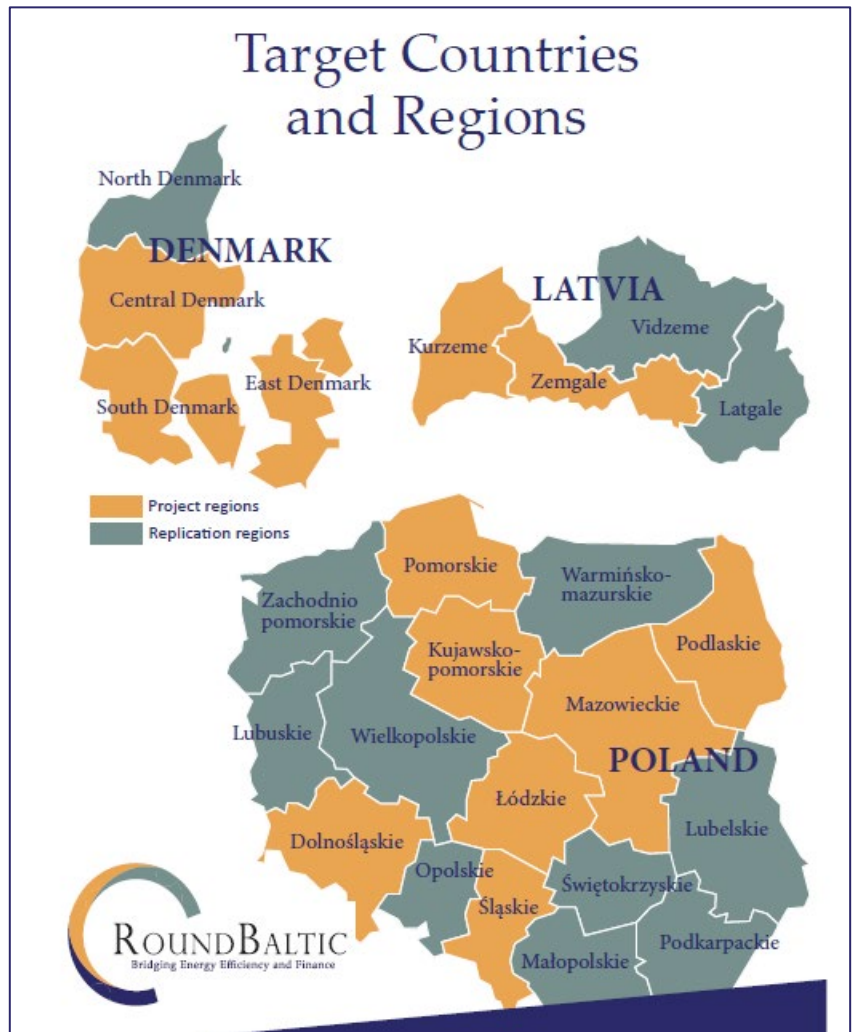 Target Countries
and Regions
North Denmark
DENMARK
Central Denmark
East Denmark
South Denmark
LATVIA
Vidzeme
Kurzeme
Zemgale
Latgale
Project regions
Replication regions
Pomorskie
Warmińsko-
mazurskie
Zachodnio
pomorskie
Podlaskie
Kujawsko-
pomorskie
Mazowieckie
Lubuskie
Wielkopolskie
POLAND
Łódzkie
Lubelskie
Dolnośląskie
Opolskie
Świętokrzyskie
Śląskie
Podkarpackie
Małopolskie
ROUNDBALTIC
Bridging Energy Efficiency and Finance